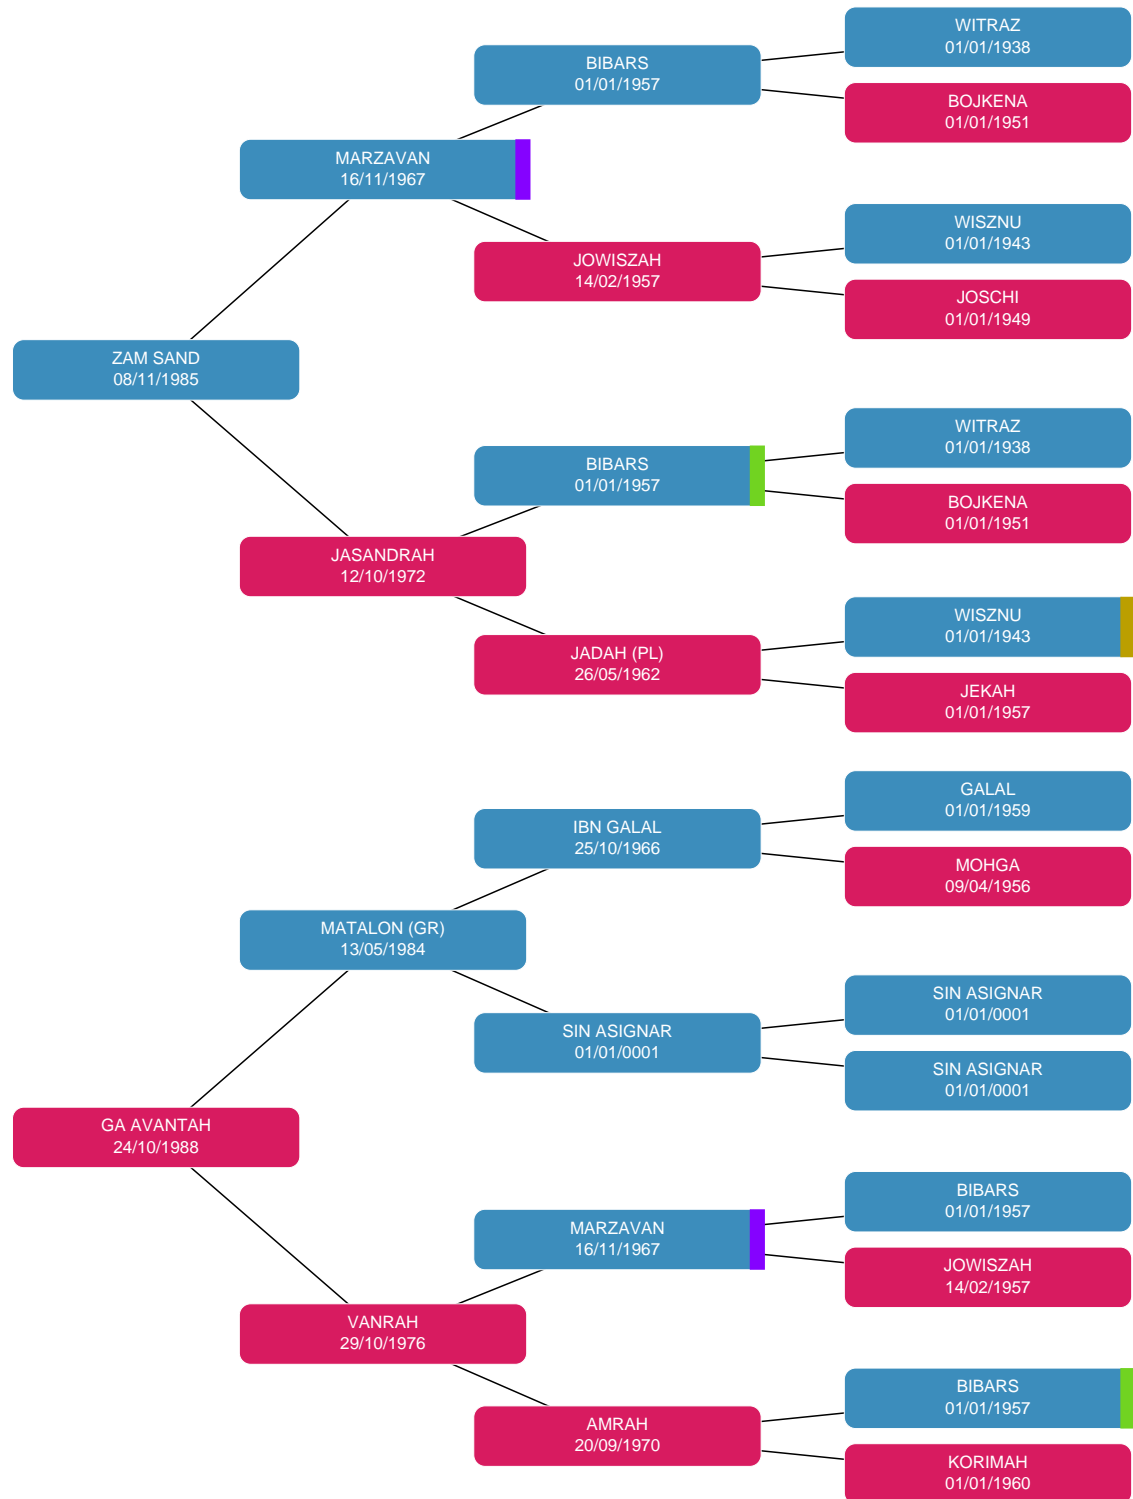 WITRAZ
01/01/1938
BIBARS
01/01/1957
BOJKENA
01/01/1951
MARZAVAN
16/11/1967
WISZNU
01/01/1943
JOWISZAH
14/02/1957
JOSCHI
01/01/1949
ZAM SAND
08/11/1985
WITRAZ
01/01/1938
BIBARS
01/01/1957
BOJKENA
01/01/1951
JASANDRAH
12/10/1972
WISZNU
01/01/1943
JADAH (PL)
26/05/1962
JEKAH
01/01/1957
GALAL
01/01/1959
IBN GALAL
25/10/1966
MOHGA
09/04/1956
MATALON (GR)
13/05/1984
SIN ASIGNAR
01/01/0001
SIN ASIGNAR
01/01/0001
SIN ASIGNAR
01/01/0001
GA AVANTAH
24/10/1988
BIBARS
01/01/1957
MARZAVAN
16/11/1967
JOWISZAH
14/02/1957
VANRAH
29/10/1976
BIBARS
01/01/1957
AMRAH
20/09/1970
KORIMAH
01/01/1960